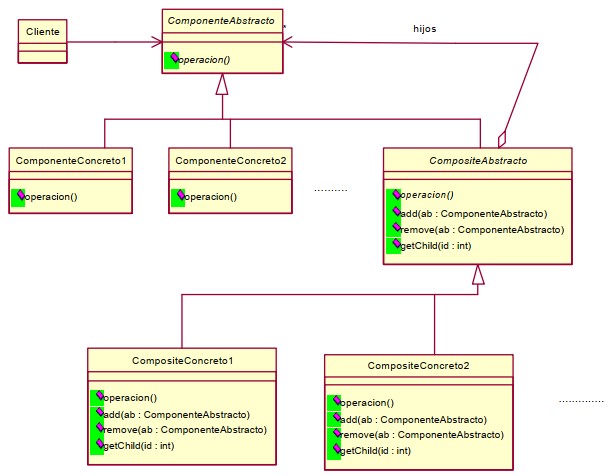 Cliente
ComponenteAbstracto
operacion()
*
hijos
ComponenteConcreto1
operacion()
ComponenteConcreto2
operacion()
..........
CompositeAbstracto
operacion()
add(ab : ComponenteAbstracto)
remove(ab : ComponenteAbstracto)
getChild(id : int)
CompositeConcreto1
operacion()
add(ab : ComponenteAbstracto)
remove(ab : ComponenteAbstracto)
getChild(id : int)
CompositeConcreto2
operacion()
add(ab : ComponenteAbstracto)
remove(ab : ComponenteAbstracto)
getChild(id : int)
..............